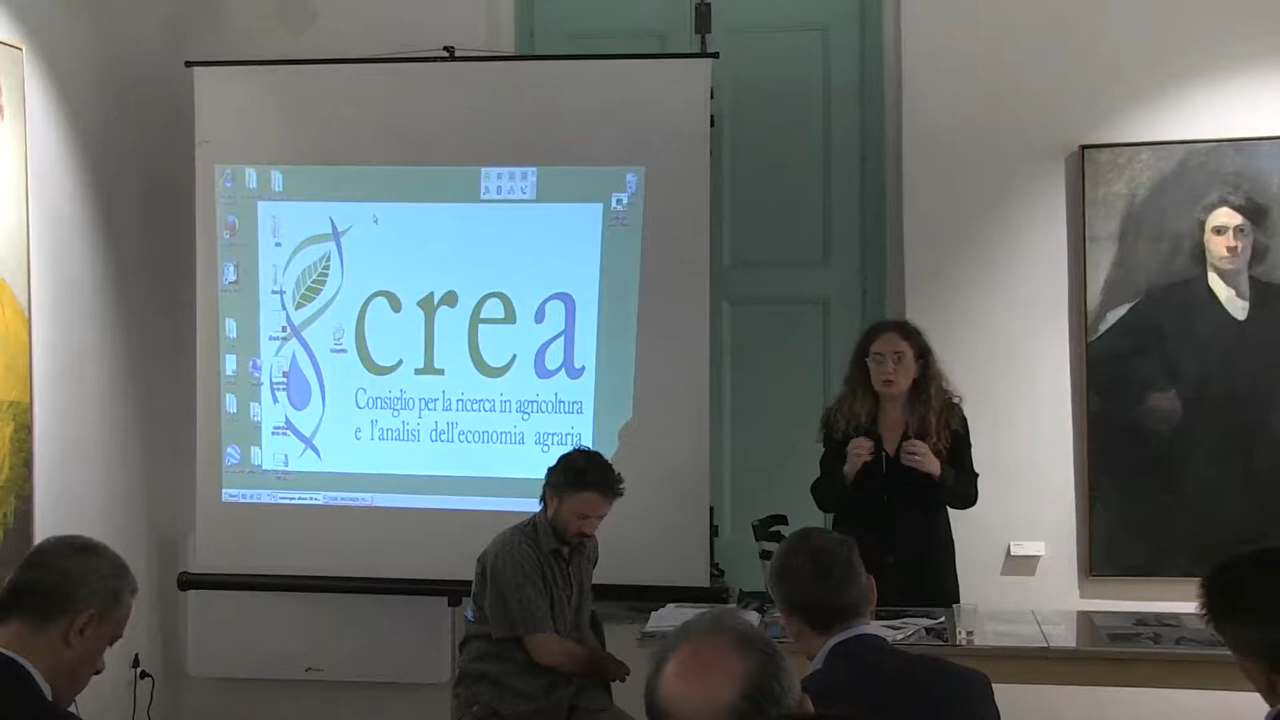 crea
Consiglio per la ricerca in agricoltura
e l'analisi dell'economia agraria